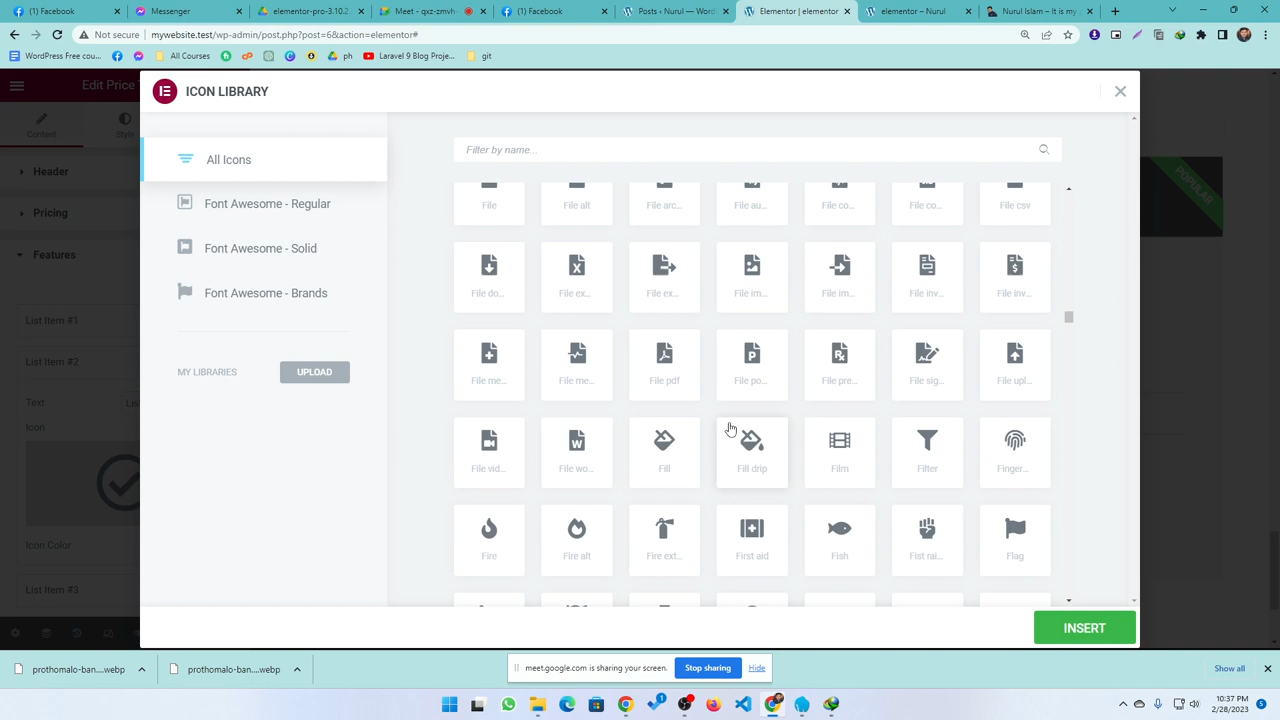 Messenger
elementor-pro-3.10.2
(1) Facebook
Meet - qxz-zmvb-
(1) Facebook
Posts ‹ Nurul — Word
Elementor | elementor
elementor – Nurul
Nurul Islam – It is my
Not secure | mywebsite.test/wp-admin/post.php?post=6&action=elementor#
WordPress Free cou...
All Courses
ph
Laravel 9 Blog Proje...
git
Edit Price
Content
Style
Header
Pricing
Features
List Item #1
List Item #2
Text
Lis
Icon
Icon Color
List Item #3
ICON LIBRARY
All Icons
Font Awesome - Regular
Font Awesome - Solid
Font Awesome - Brands
MY LIBRARIES
UPLOAD
Filter by name...
File
File alt
File arc...
File au...
File co...
File co...
File csv
File do...
File ex...
File ex...
File im...
File im...
File inv...
File inv...
File me...
File me...
File pdf
File po...
File pre...
File sig...
File upl...
File vid...
File wo...
Fill
Fill drip
Film
Filter
Finger...
Fire
Fire alt
Fire ext...
First aid
Fish
Fist rai...
Flag
INSERT
POPULAR
prothomalo-ban....webp
prothomalo-ban....webp
meet.google.com is sharing your screen.
Stop sharing
Hide
Show all
10:37 PM
2/28/2023